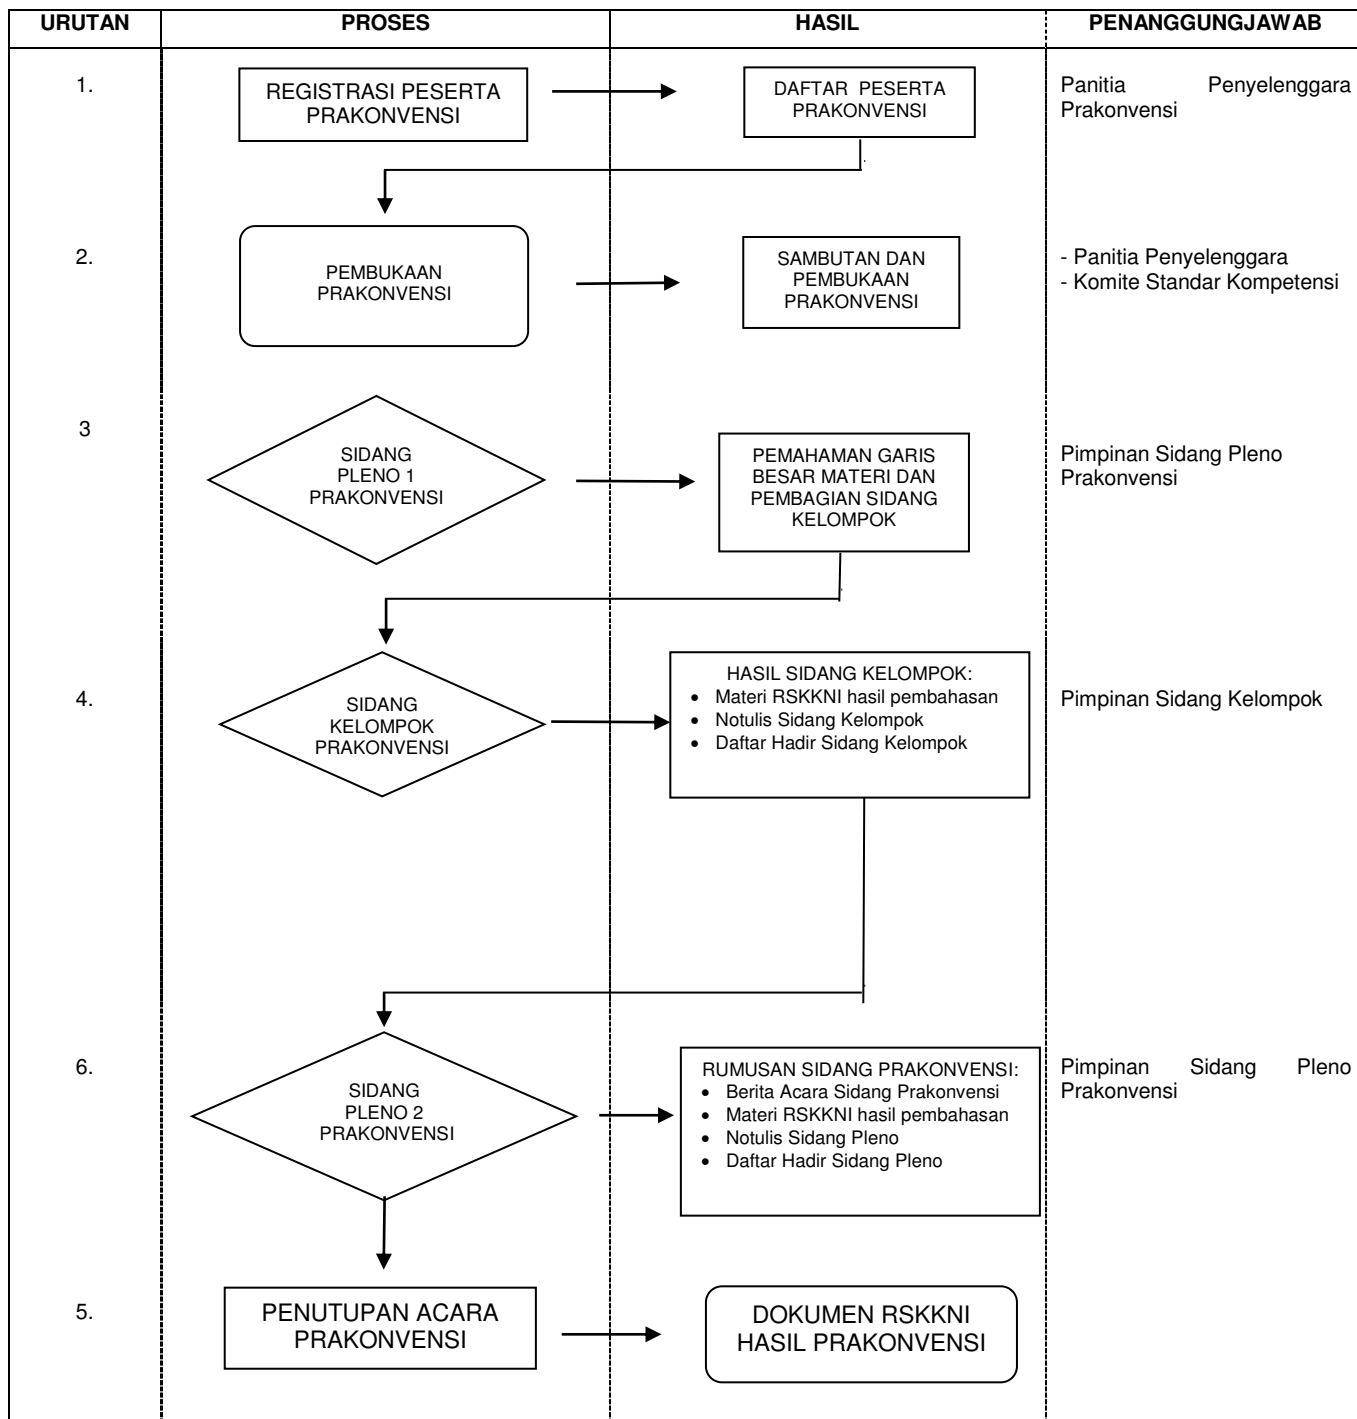 URUTAN PROSES HASIL PENANGGUNGJAWAB
1.
REGISTRASI PESERTA
PRAKONVENSI
DAFTAR PESERTA
PRAKONVENSI
Panitia Penyelenggara
Prakonvensi
2.
PEMBUKAAN
PRAKONVENSI
SAMBUTAN DAN
PEMBUKAAN
PRAKONVENSI
- Panitia Penyelenggara
- Komite Standar Kompetensi
3
SIDANG
PLENO 1
PRAKONVENSI
PEMAHAMAN GARIS
BESAR MATERI DAN
PEMBAGIAN SIDANG
KELOMPOK
Pimpinan Sidang Pleno
Prakonvensi
4.
SIDANG
KELOMPOK
PRAKONVENSI
HASIL SIDANG KELOMPOK:
• Materi RSKKNI hasil pembahasan
• Notulis Sidang Kelompok
• Daftar Hadir Sidang Kelompok
Pimpinan Sidang Kelompok
6.
SIDANG
PLENO 2
PRAKONVENSI
RUMUSAN SIDANG PRAKONVENSI:
• Berita Acara Sidang Prakonvensi
• Materi RSKKNI hasil pembahasan
• Notulis Sidang Pleno
• Daftar Hadir Sidang Pleno
Pimpinan Sidang Pleno
Prakonvensi
5.
PENUTUPAN ACARA
PRAKONVENSI
DOKUMEN RSKKNI
HASIL PRAKONVENSI